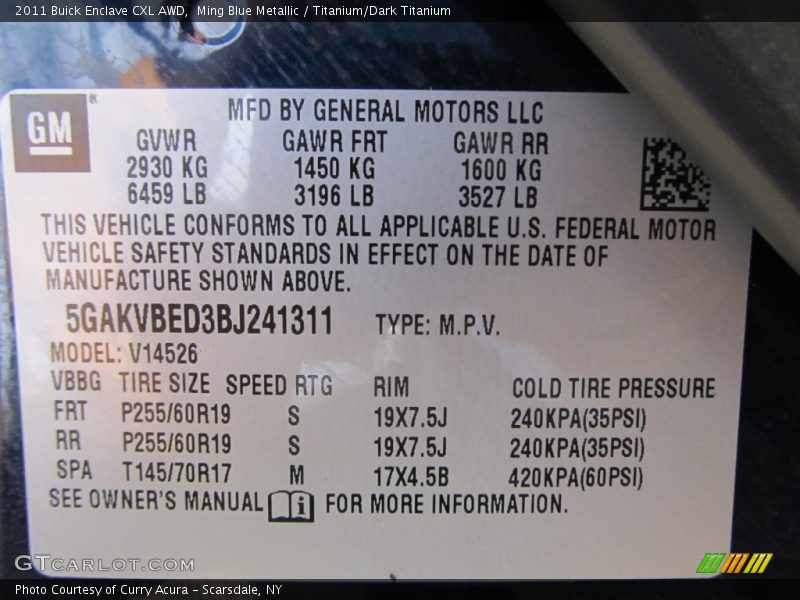 2011 Buick Enclave CXL AWD, Ming Blue Metallic / Titanium/Dark Titanium
GM
MFD BY GENERAL MOTORS LLC
GVWR GAWR FRT GAWR RR
2930 KG 1450 KG 1600 KG
6459 LB 3196 LB 3527 LB
THIS VEHICLE CONFORMS TO ALL APPLICABLE U.S. FEDERAL MOTOR
VEHICLE SAFETY STANDARDS IN EFFECT ON THE DATE OF
MANUFACTURE SHOWN ABOVE.
5GAKVBED3BJ241311 TYPE: M.P.V.
MODEL: V14526
VBBG TIRE SIZE SPEED RTG RIM COLD TIRE PRESSURE
FRT P255/60R19 S 19X7.5J 240KPA(35PSI)
RR P255/60R19 S 19X7.5J 240KPA(35PSI)
SPA T145/70R17 M 17X4.5B 420KPA(60PSI)
SEE OWNER'S MANUAL i FOR MORE INFORMATION.
GTCARLOT.COM
Photo Courtesy of Curry Acura - Scarsdale, NY